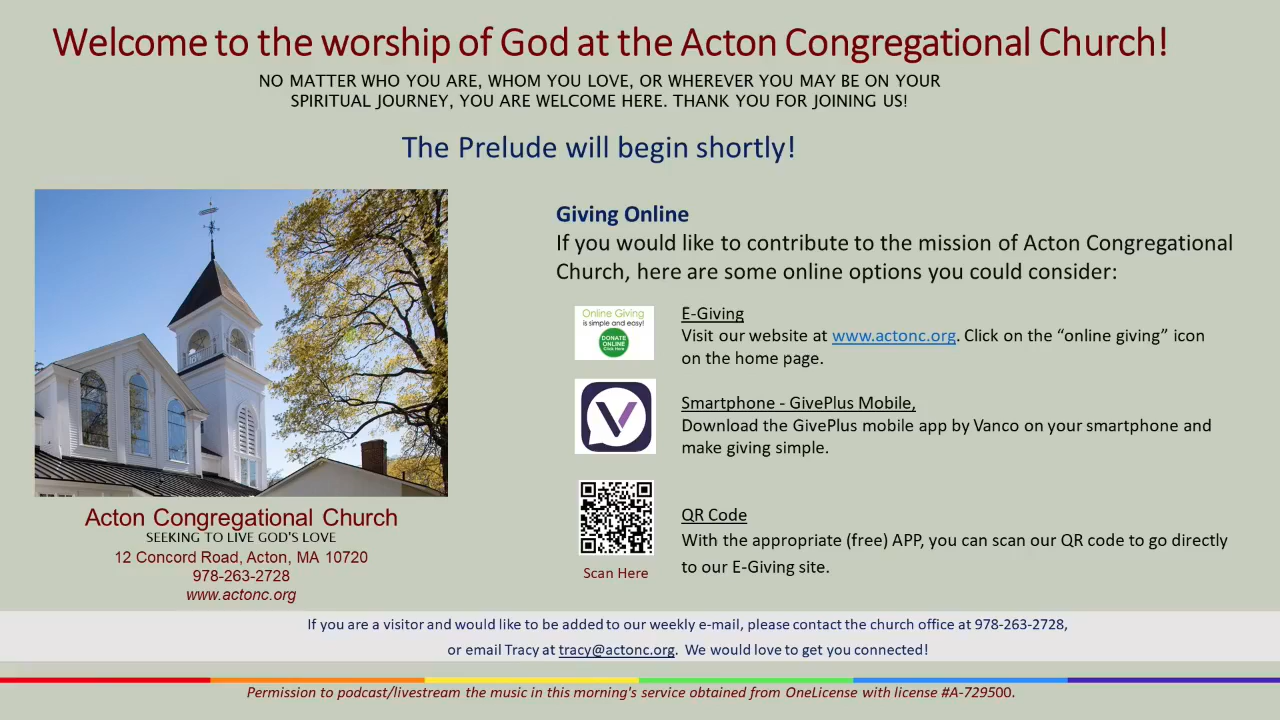 Welcome to the worship of God at the Acton Congregational Church!
NO MATTER WHO YOU ARE, WHOM YOU LOVE, OR WHEREVER YOU MAY BE ON YOUR
SPIRITUAL JOURNEY, YOU ARE WELCOME HERE. THANK YOU FOR JOINING US!
The Prelude will begin shortly!
Acton Congregational Church
SEEKING TO LIVE GOD'S LOVE
12 Concord Road, Acton, MA 10720
978-263-2728
www.actonc.org
Giving Online
If you would like to contribute to the mission of Acton Congregational
Church, here are some online options you could consider:
Online Giving
is simple and easy!
DONATE
ONLINE
Click Here
E-Giving
Visit our website at www.actonc.org. Click on the “online giving” icon
on the home page.
Smartphone - GivePlus Mobile,
Download the GivePlus mobile app by Vanco on your smartphone and
make giving simple.
Scan Here
QR Code
With the appropriate (free) APP, you can scan our QR code to go directly
to our E-Giving site.
If you are a visitor and would like to be added to our weekly e-mail, please contact the church office at 978-263-2728,
or email Tracy at tracy@actonc.org. We would love to get you connected!
Permission to podcast/livestream the music in this morning's service obtained from OneLicense with license #A-729500.